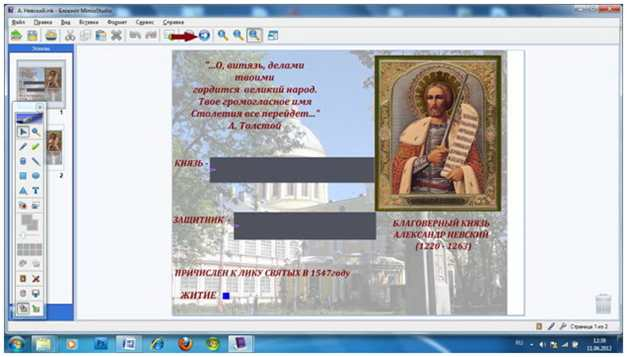 А. Невский.ink - Блокнот MimioStudio
Файл Правка Вид Вставка Формат Сервис Справка
Эскизы
1
2
"...О, витязь, делами
твоими
гордится великий народ.
Твое громогласное имя
Столетия все перейдет..."
А. Толстой
КНЯЗЬ -
ЗАЩИТНИК -
БЛАГОВЕРНЫЙ КНЯЗЬ
АЛЕКСАНДР НЕВСКИЙ
(1220 - 1263)
ПРИЧИСЛЕН К ЛИКУ СВЯТЫХ В 1547году
ЖИТИЕ
Страница 1 из 2
RU
12:38
11.06.2012